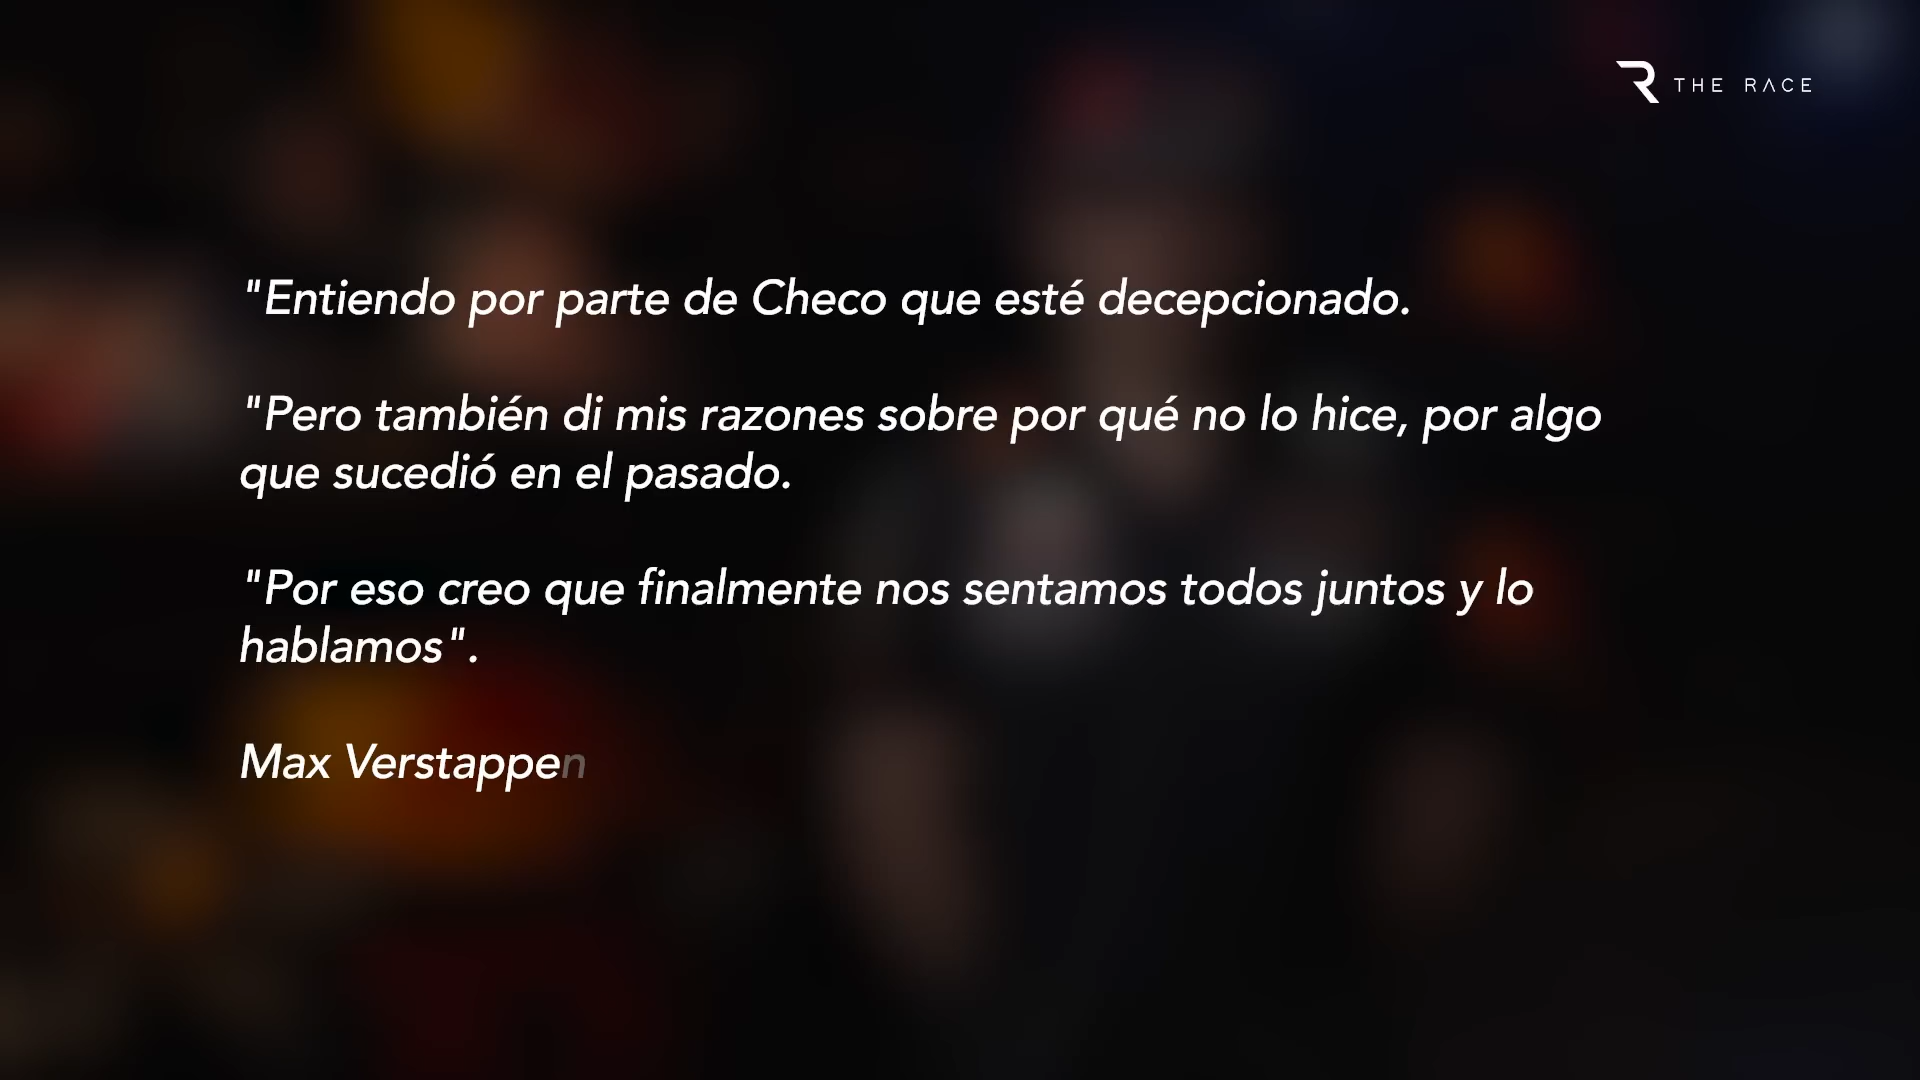 THE RACE
"Entiendo por parte de Checo que esté decepcionado.
"Pero también di mis razones sobre por qué no lo hice, por algo
que sucedió en el pasado.
"Por eso creo que finalmente nos sentamos todos juntos y lo
hablamos".
Max Verstappen